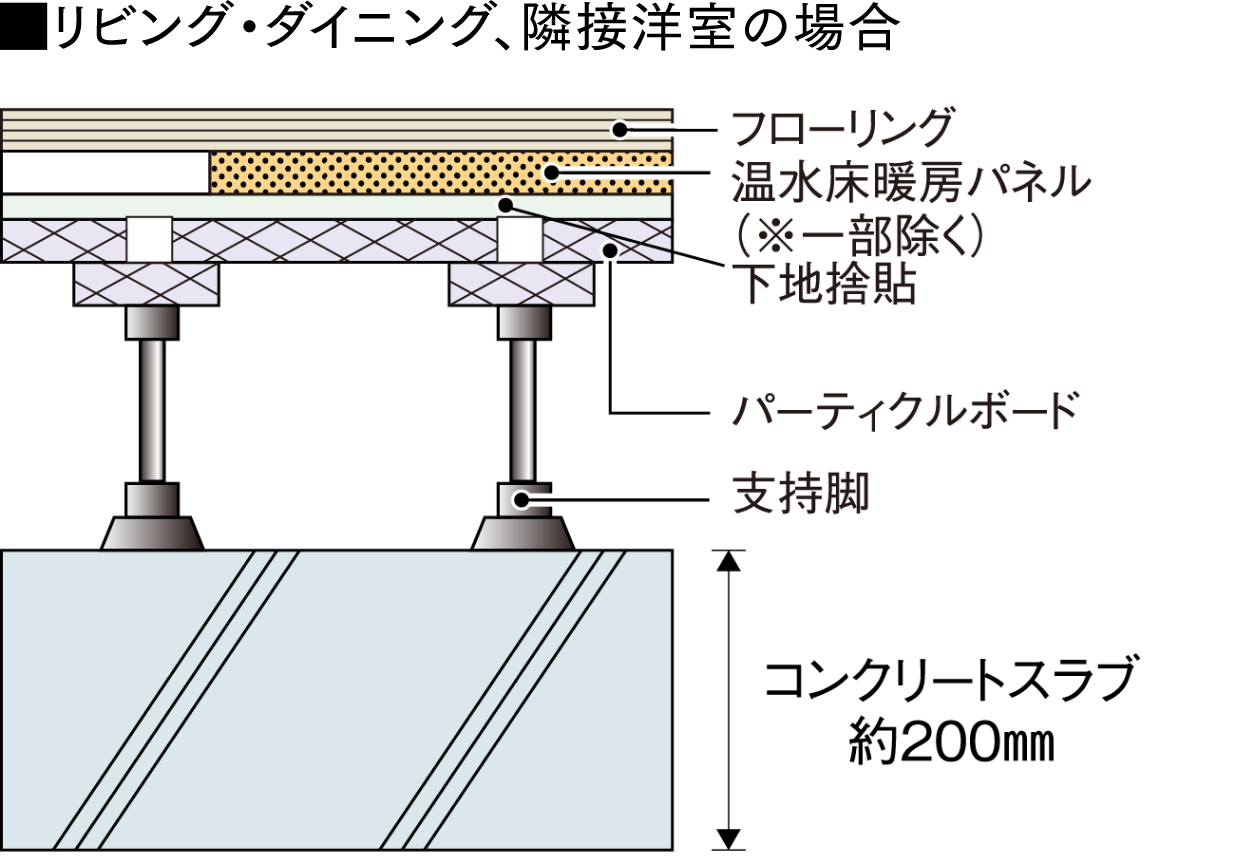 ■リビング・ダイニング、隣接洋室の場合
フローリング
温水床暖房パネル
(※一部除く)
下地捨貼
パーティクルボード
支持脚
コンクリートスラブ
約200㎜